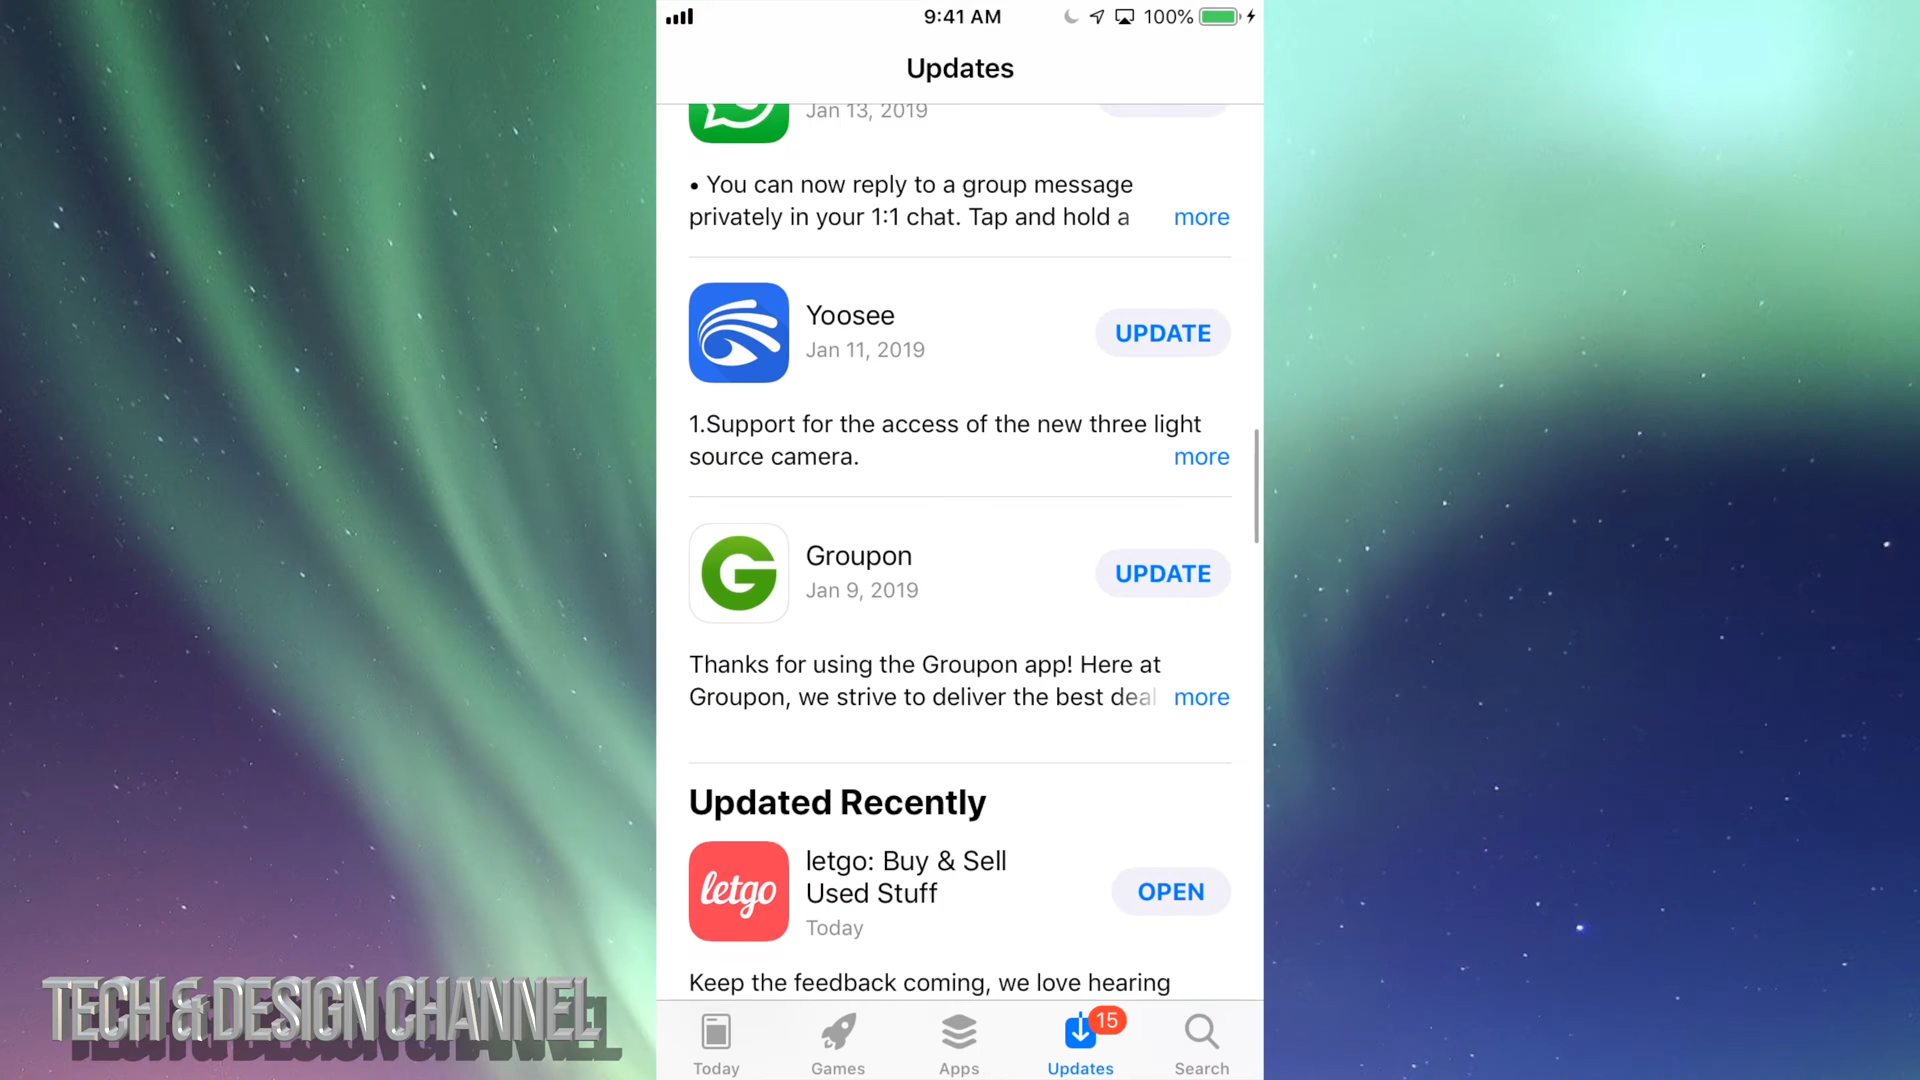 9:41 AM
100%
Updates
Jan 13, 2019
• You can now reply to a group message
privately in your 1:1 chat. Tap and hold a
more
Yoosee
Jan 11, 2019
UPDATE
1.Support for the access of the new three light
source camera.
more
Groupon
Jan 9, 2019
UPDATE
Thanks for using the Groupon app! Here at
Groupon, we strive to deliver the best deal
more
Updated Recently
letgo
letgo: Buy & Sell
Used Stuff
Today
OPEN
Keep the feedback coming, we love hearing
TECH & DESIGN CHANNEL
15
Today
Games
Apps
Updates
Search